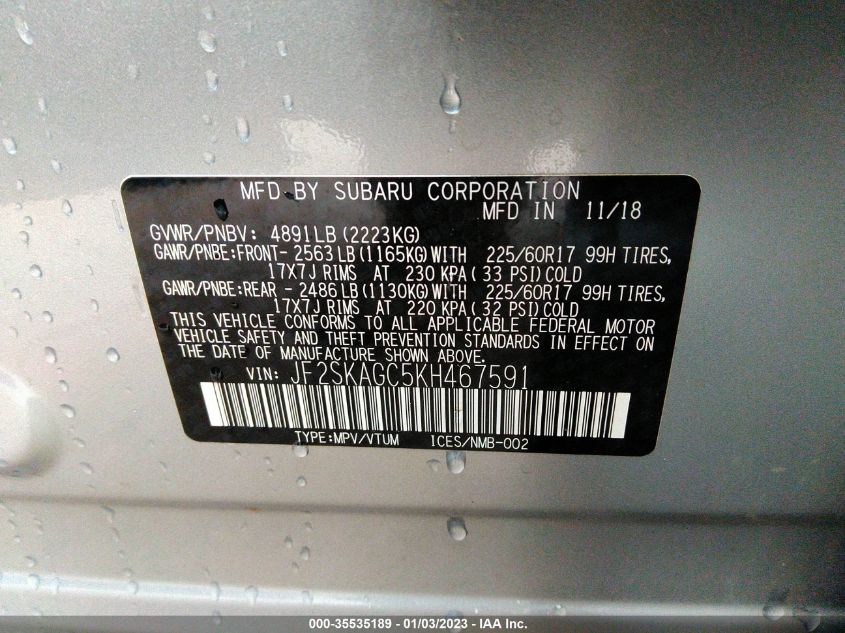 MFD BY SUBARU CORPORATION
MFD IN 11/18
GVWR/PNBV: 4891LB (2223KG)
GAWR/PNBE:FRONT- 2563LB (1165KG)WITH 225/60R17 99H TIRES,
17X7J RIMS AT 230 KPA (33 PSI) COLD
GAWR/PNBE:REAR - 2486LB (1130KG)WITH 225/60R17 99H TIRES,
17X7J RIMS AT 220 KPA (32 PSI) COLD
THIS VEHICLE CONFORMS TO ALL APPLICABLE FEDERAL MOTOR
VEHICLE SAFETY AND THEFT PREVENTION STANDARDS IN EFFECT ON
THE DATE OF MANUFACTURE SHOWN ABOVE.
VIN: JF2SKAGC5KH467591
TYPE:MPV/VTUM ICES/NMB-002
000-35535189 - 01/03/2023 - IAA Inc.